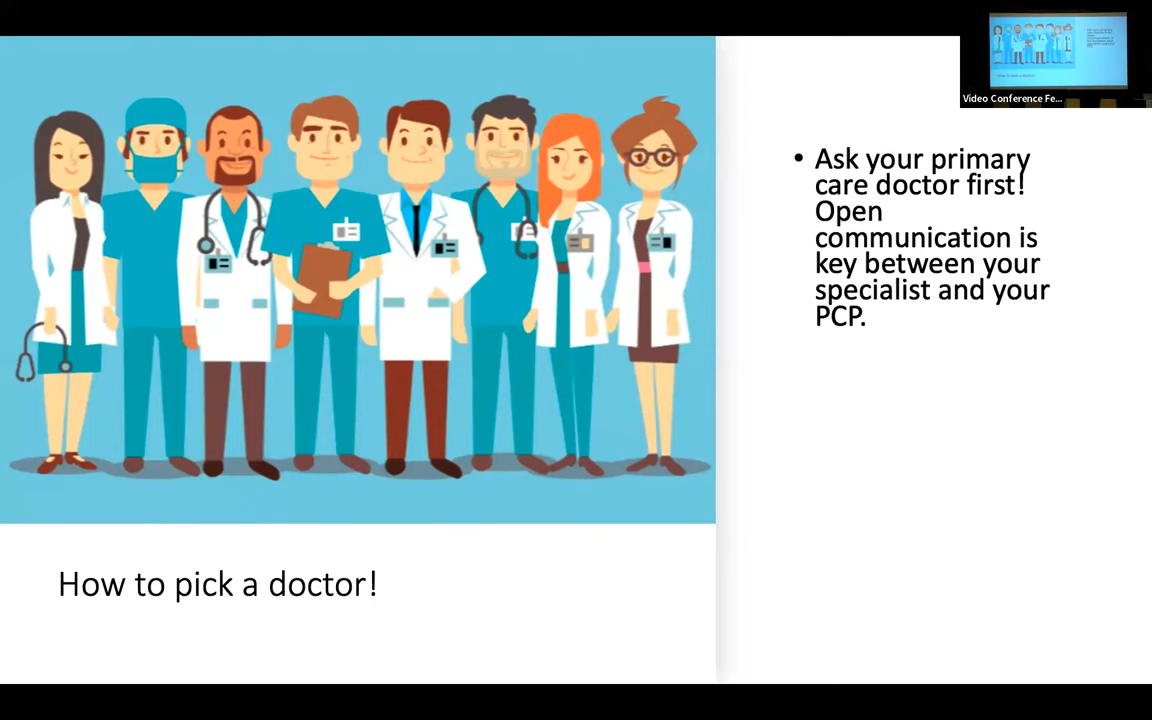 Video Conference Fe...
• Ask your primary
care doctor first!
Open
communication is
key between your
specialist and your
PCP.
How to pick a doctor!